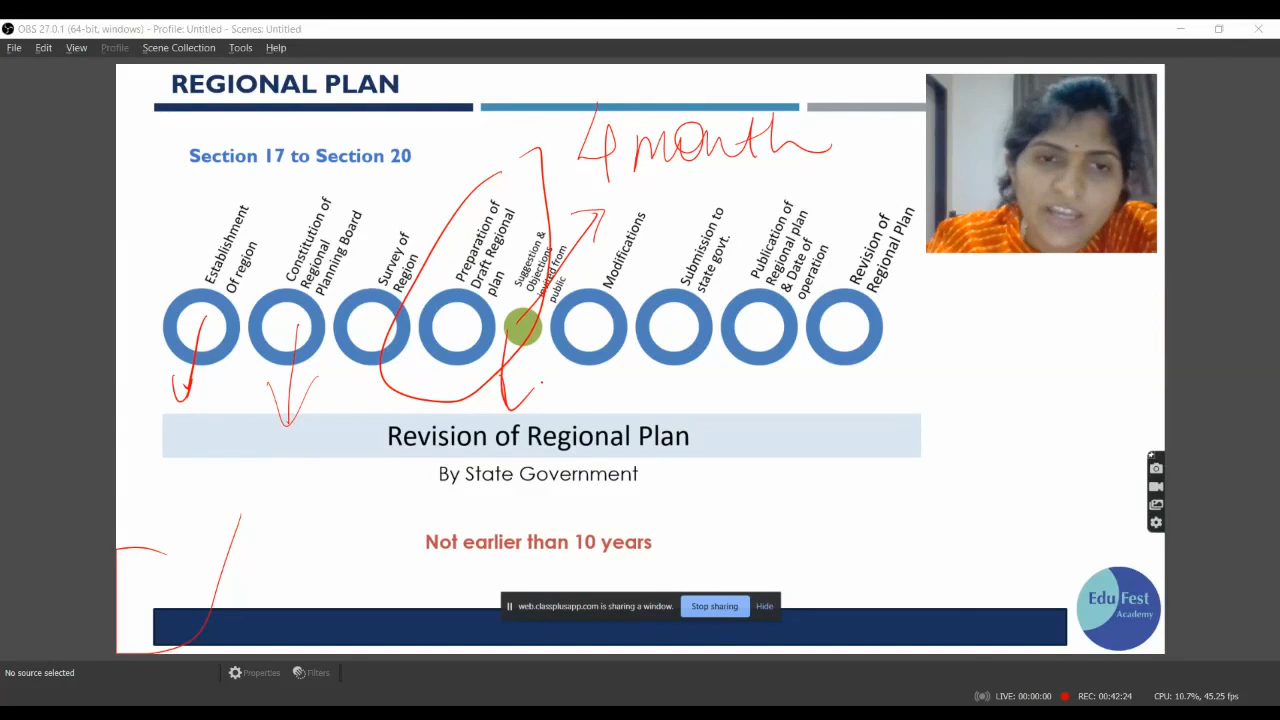 OBS 27.0.1 (64-bit, windows) - Profile: Untitled - Scenes: Untitled
File Edit View Profile Scene Collection Tools Help
REGIONAL PLAN
4 month
Section 17 to Section 20
Establishment
Of region
Constitution of
Regional
Planning Board
Survey of
Region
Preparation of
Draft Regional
plan
Suggestion &
Objections
invited from
public
Modifications
Submission to
state govt.
Publication of
Regional plan
& Date of
operation
Revision of
Regional Plan
Revision of Regional Plan
By State Government
Not earlier than 10 years
web.classplusapp.com is sharing a window. Stop sharing Hide
Edu Fest
Academy
No source selected Properties Filters
LIVE: 00:00:00 REC: 00:42:24 CPU: 10.7%, 45.25 fps